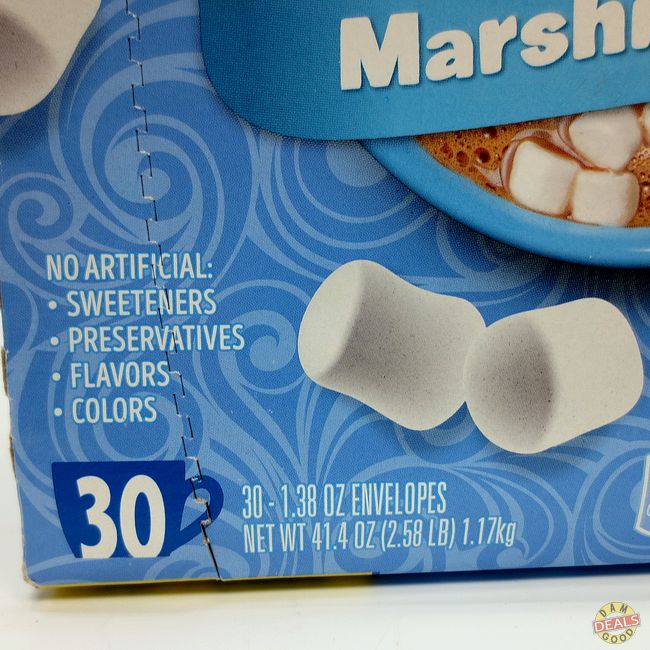 Marsh
NO ARTIFICIAL:
• SWEETENERS
• PRESERVATIVES
• FLAVORS
• COLORS
30
30 - 1.38 OZ ENVELOPES
NET WT 41.4 OZ (2.58 LB) 1.17kg
DAM
DEALS
GOOD